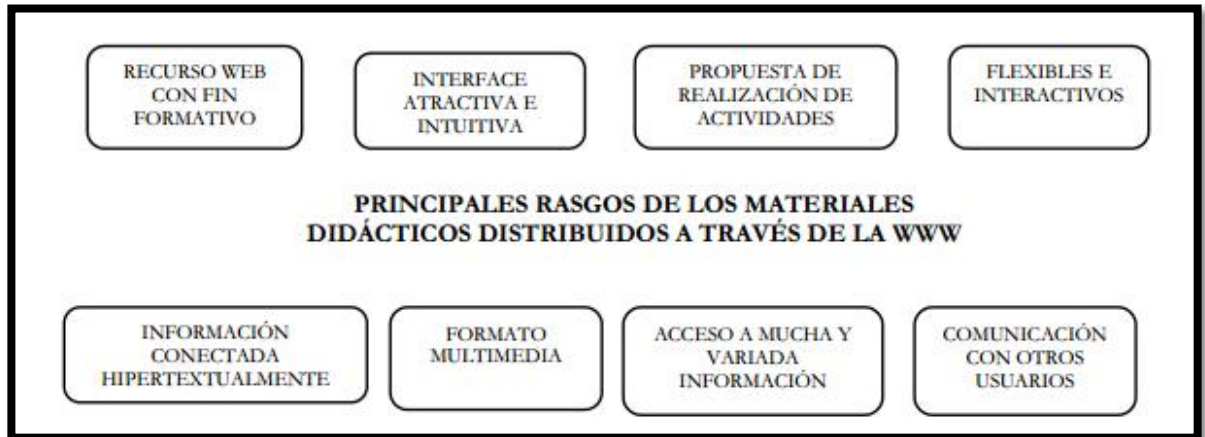 RECURSO WEB
CON FIN
FORMATIVO
INTERFACE
ATRACTIVA E
INTUITIVA
PROPUESTA DE
REALIZACIÓN DE
ACTIVIDADES
FLEXIBLES E
INTERACTIVOS
PRINCIPALES RASGOS DE LOS MATERIALES
DIDÁCTICOS DISTRIBUIDOS A TRAVÉS DE LA WWW
INFORMACIÓN
CONECTADA
HIPERTEXTUALMENTE
FORMATO
MULTIMEDIA
ACCESO A MUCHA Y
VARIADA
INFORMACIÓN
COMUNICACIÓN
CON OTROS
USUARIOS